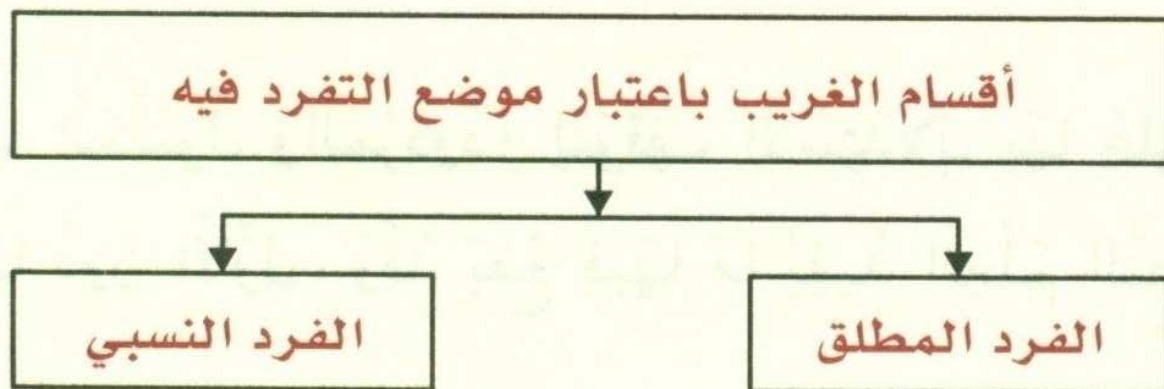 أقسام الغريب باعتبار موضع التفرد فيه
الفرد المطلق
الفرد النسبي